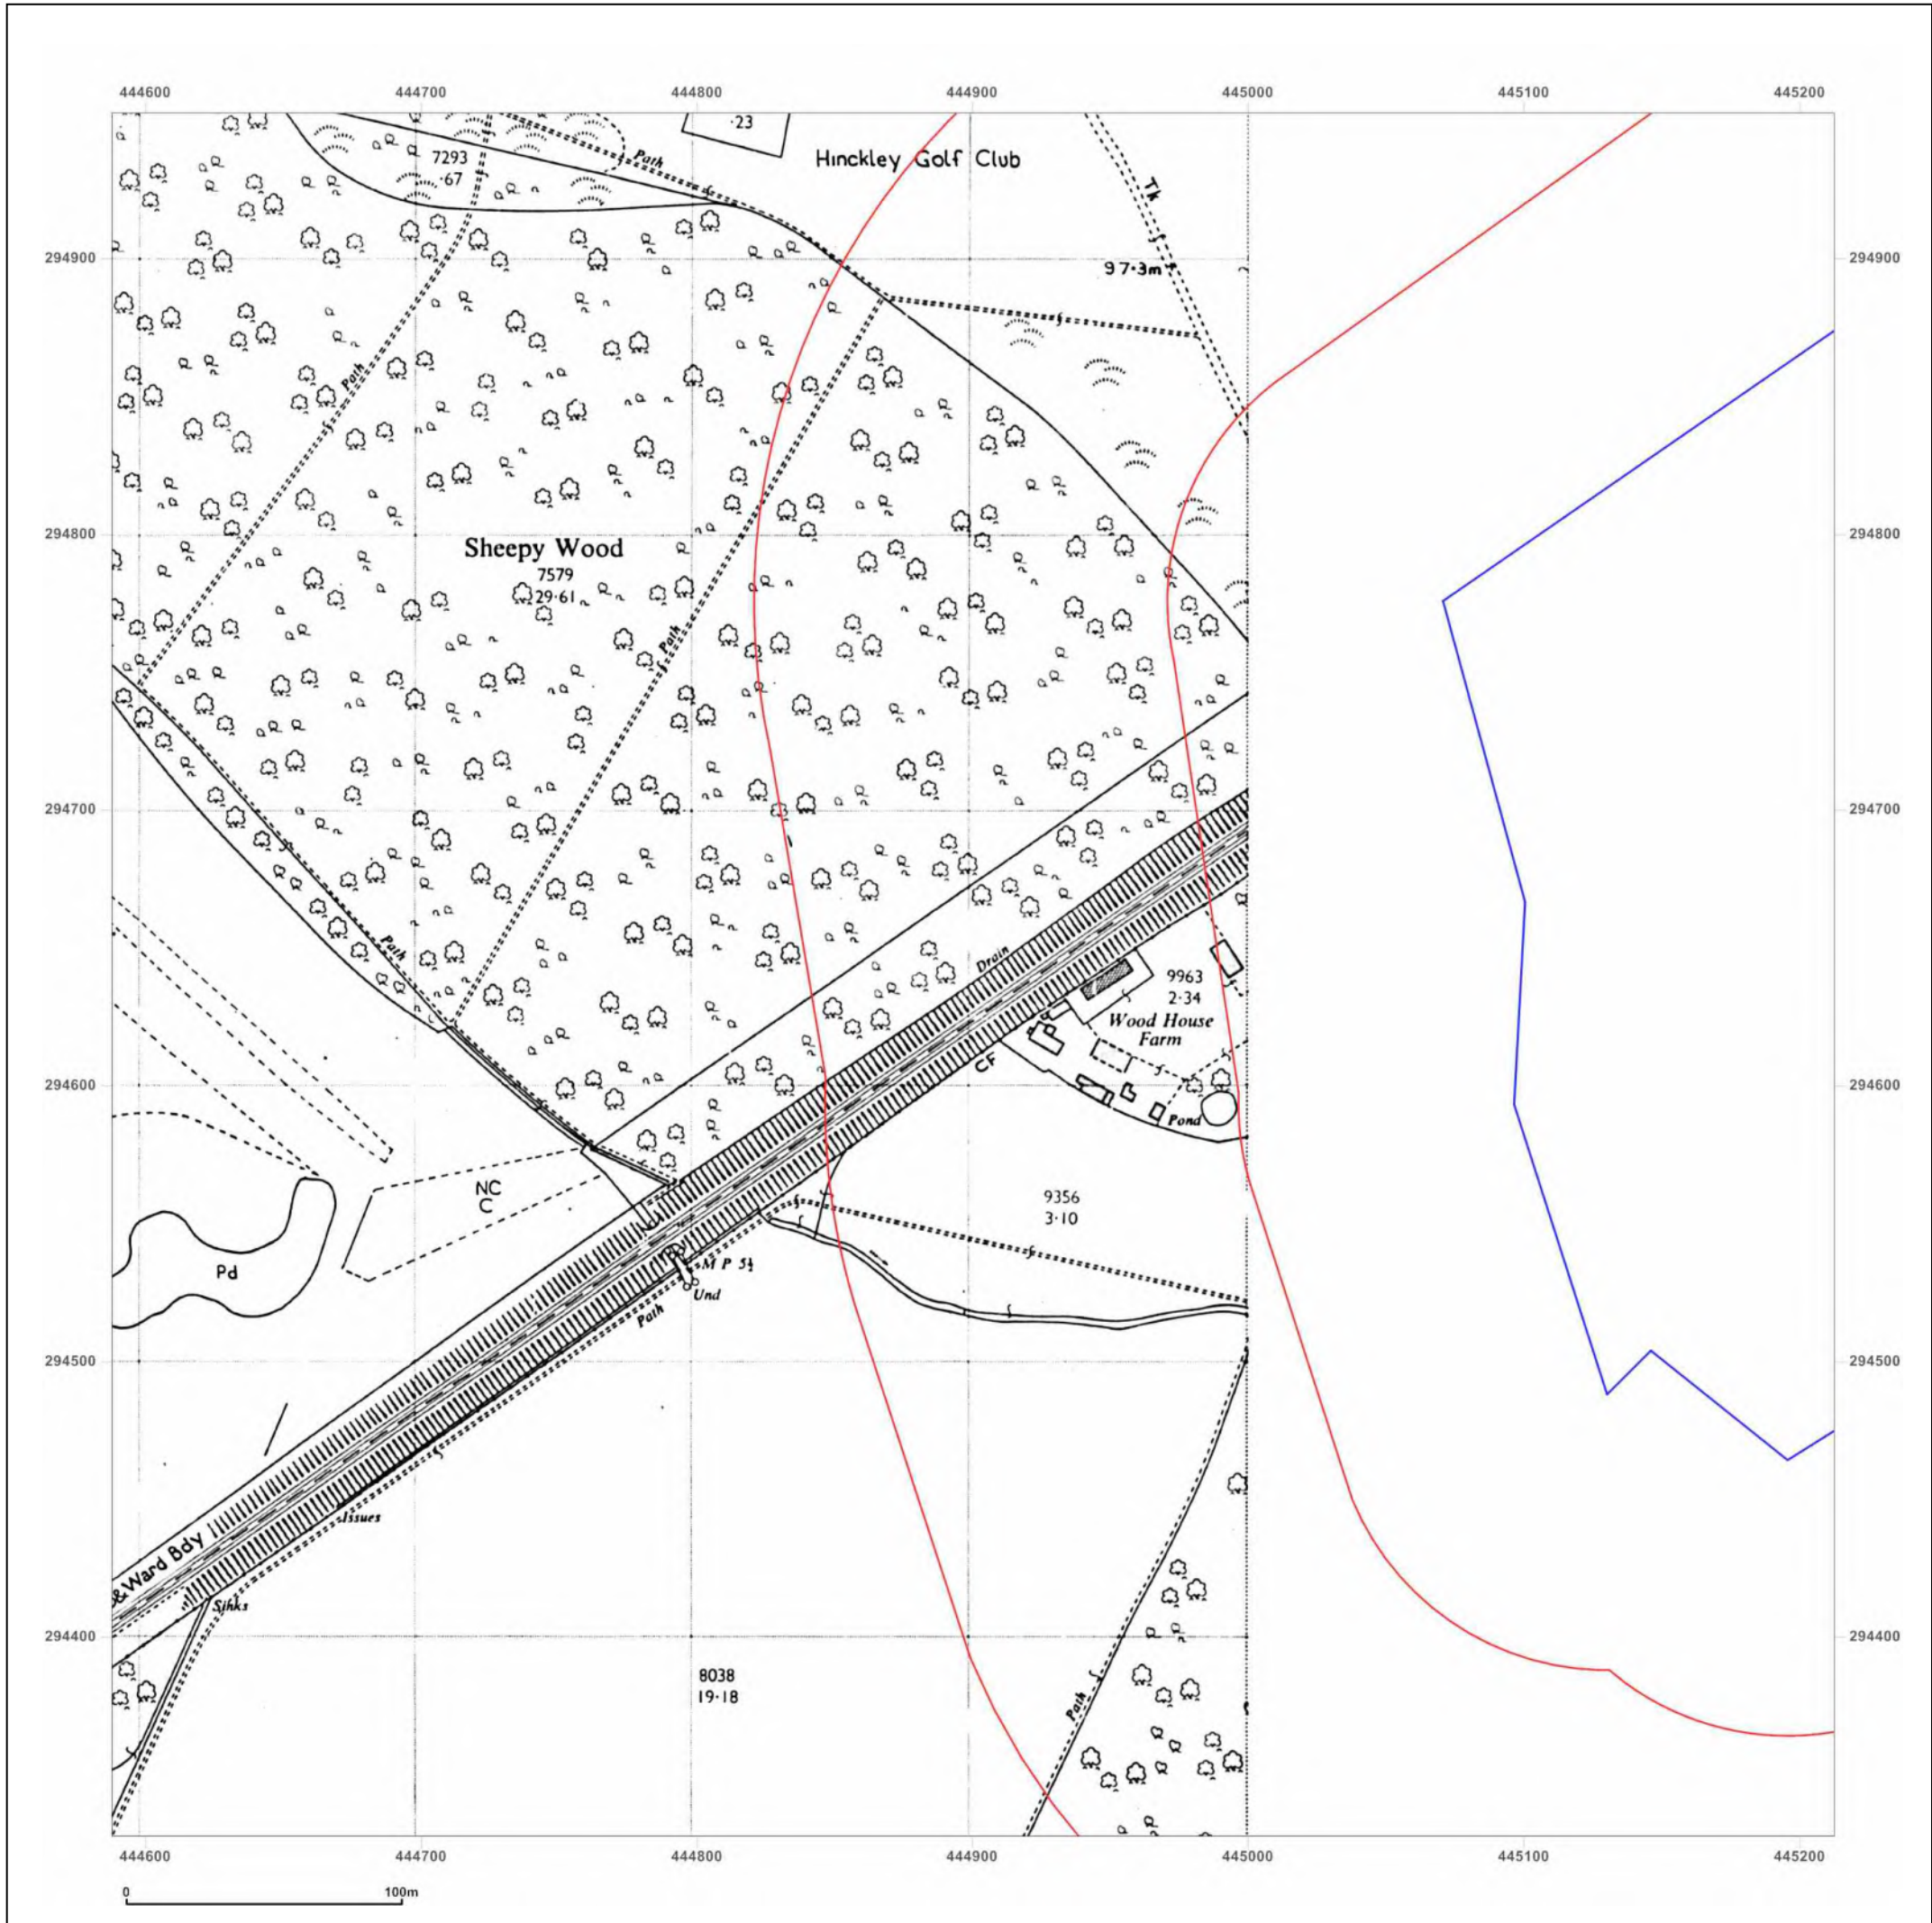 444600 444700 444800 444900 445000 445100 445200
·23
Path
Hinckley Golf Club
7293
·67
Tk
294900 294900
97·3m
Path
294800 294800
Sheepy Wood
7579
29·61
Path
294700 294700
Path
Drain
9963
2·34
Wood House
Farm
CF
294600 294600
Pond
NC
C
9356
3·10
Pd
M P 5½
Und
Path
294500 294500
Issues
&Ward Bdy
Sinks
294400 294400
8038
19·18
Path
444600 444700 444800 444900 445000 445100 445200
0 100m